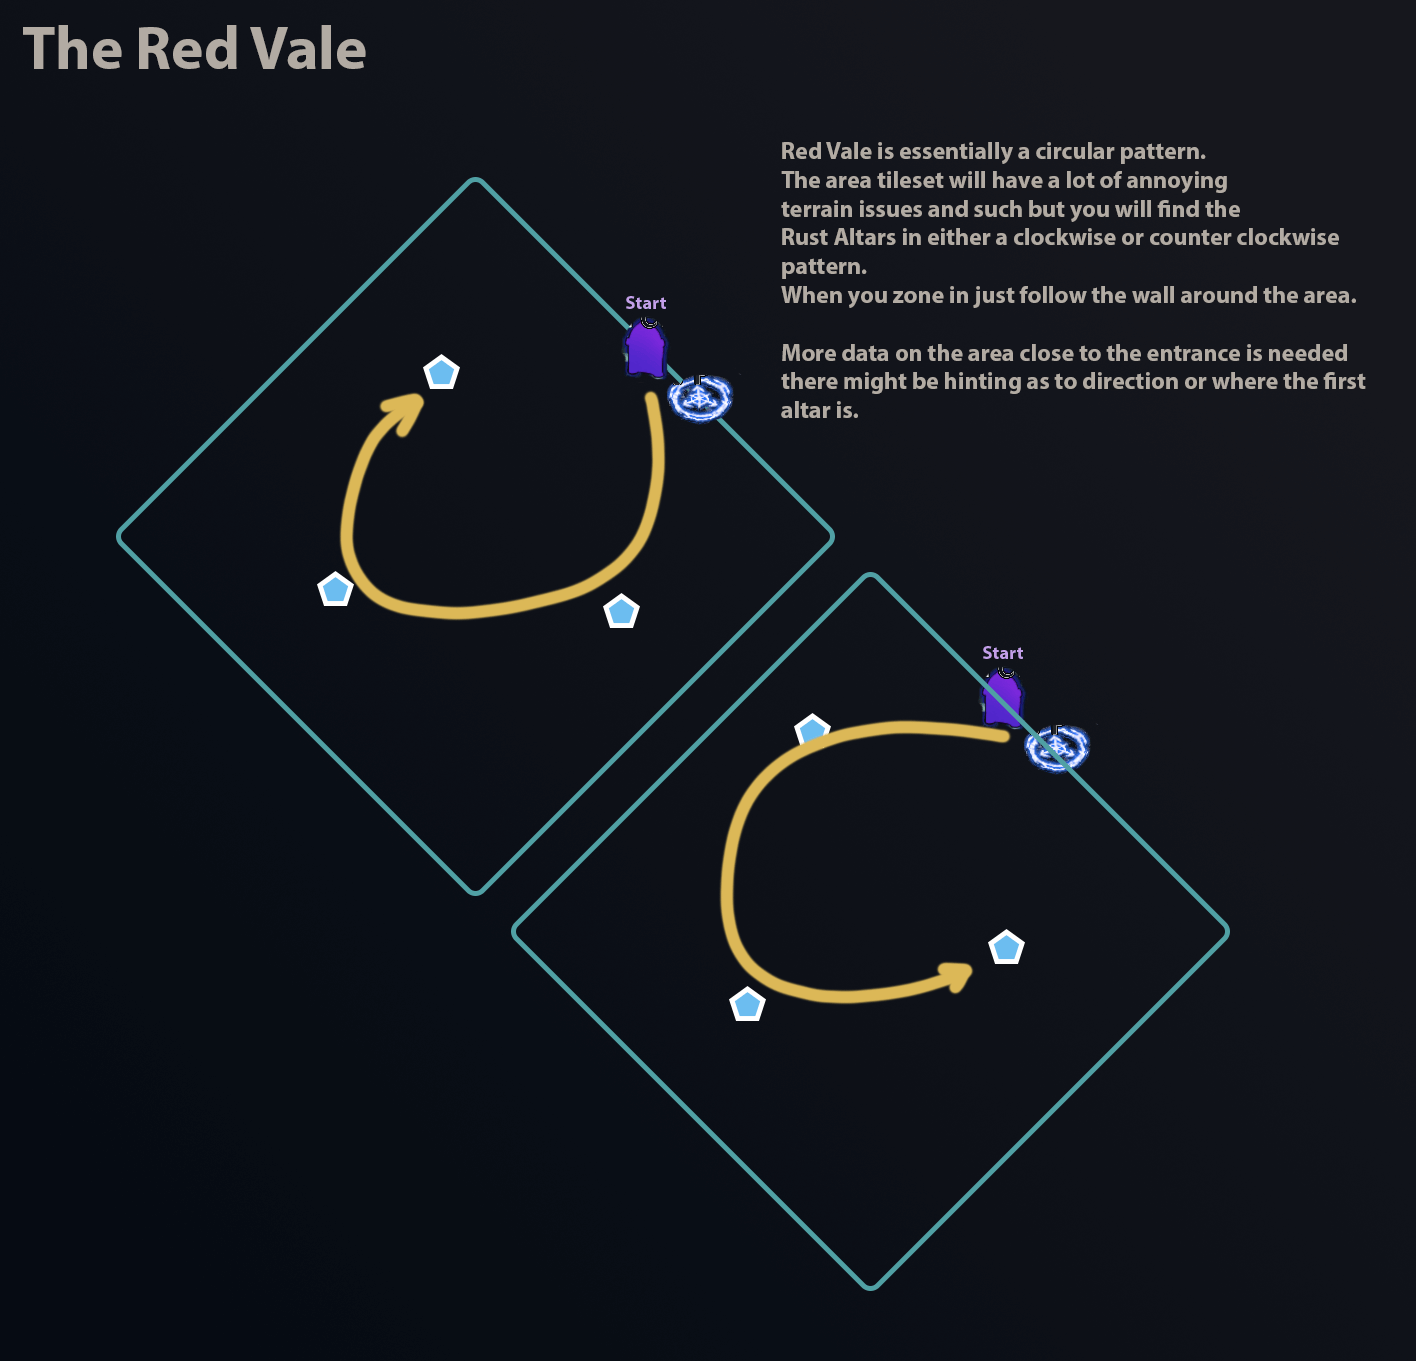 The Red Vale
Red Vale is essentially a circular pattern.
The area tileset will have a lot of annoying
terrain issues and such but you will find the
Rust Altars in either a clockwise or counter clockwise
pattern.
When you zone in just follow the wall around the area.
More data on the area close to the entrance is needed
there might be hinting as to direction or where the first
altar is.
Start
Start